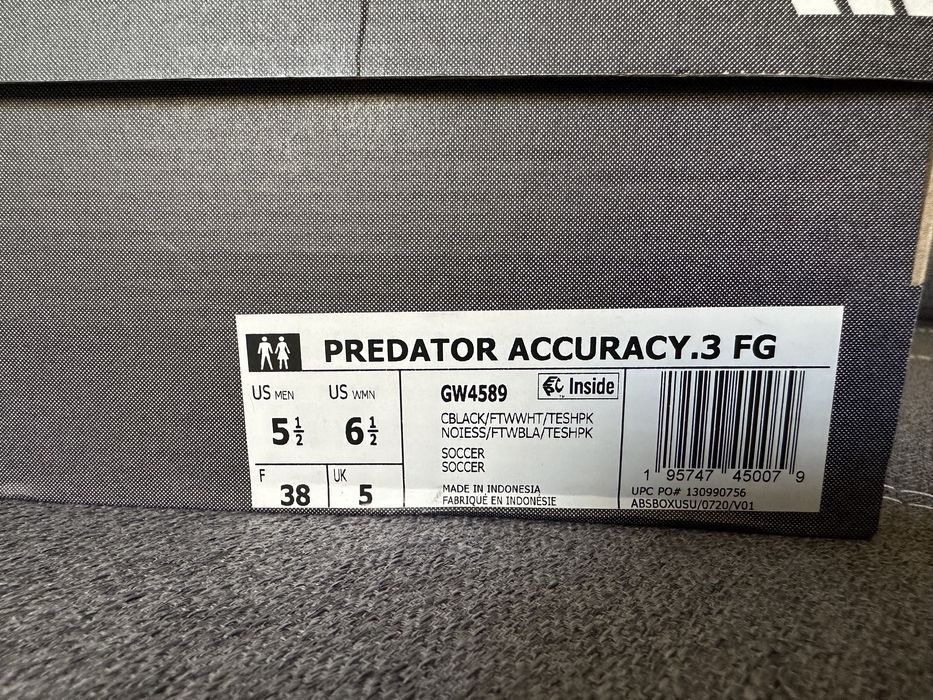 PREDATOR ACCURACY.3 FG
US MEN US WMN
5 1/2 6 1/2
F UK
38 5
GW4589 Inside
CBLACK/FTWWHT/TESHPK
NOIESS/FTWBLA/TESHPK
SOCCER
SOCCER
MADE IN INDONESIA
FABRIQUÉ EN INDONÉSIE
1 95747 45007 9
UPC PO# 130990756
ABSBOXUSU/0720/V01